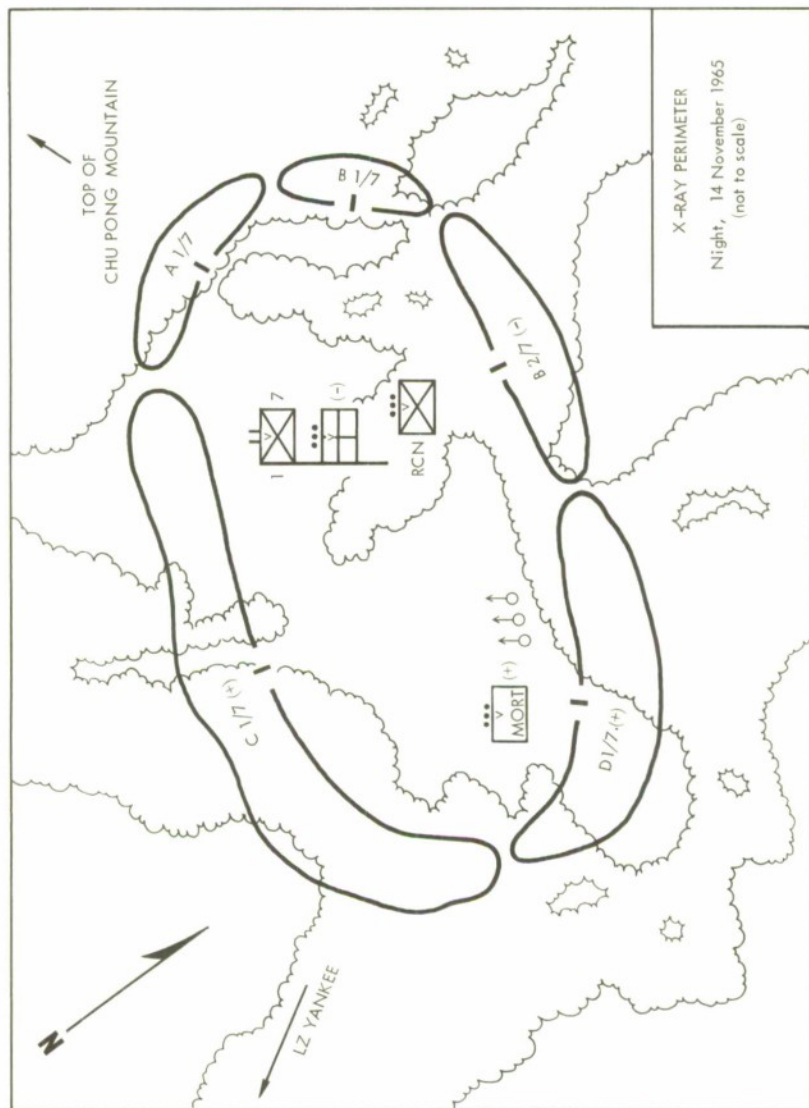 TOP OF
CHU PONG MOUNTAIN
A 1/7
B 1/7
C 1/7 (+)
1
V
7
V
(-)
V
RCN
B 2/7 (-)
V
MORT
(+)
D 1/7 (+)
N
LZ YANKEE
X-RAY PERIMETER
Night, 14 November 1965
(not to scale)